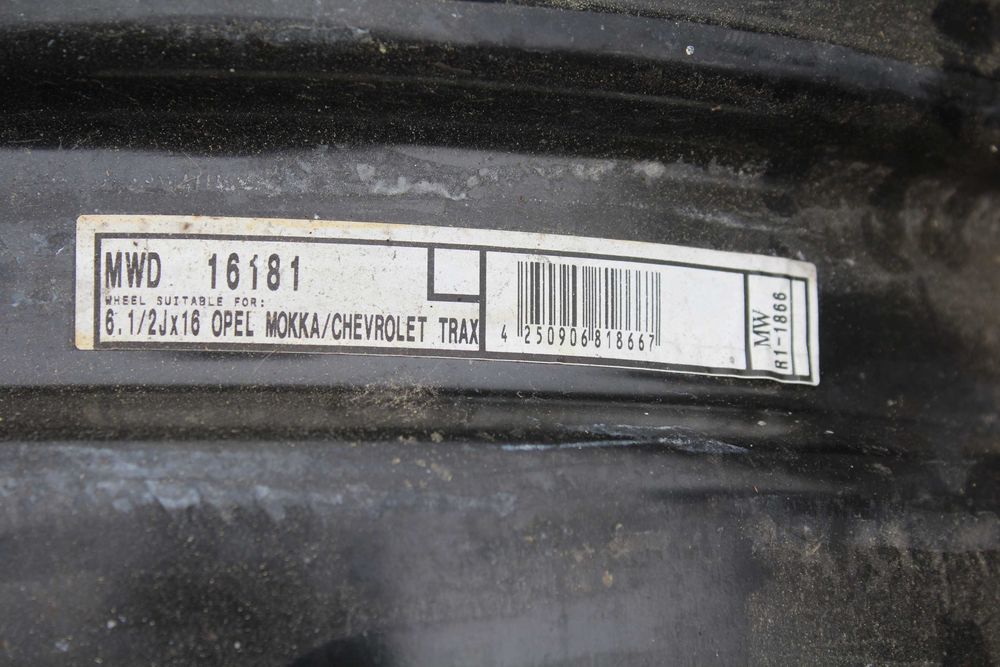 MWD 16181
WHEEL SUITABLE FOR:
6.1/2Jx16 OPEL MOKKA/CHEVROLET TRAX
4 250906 818667
MW
R1-1866